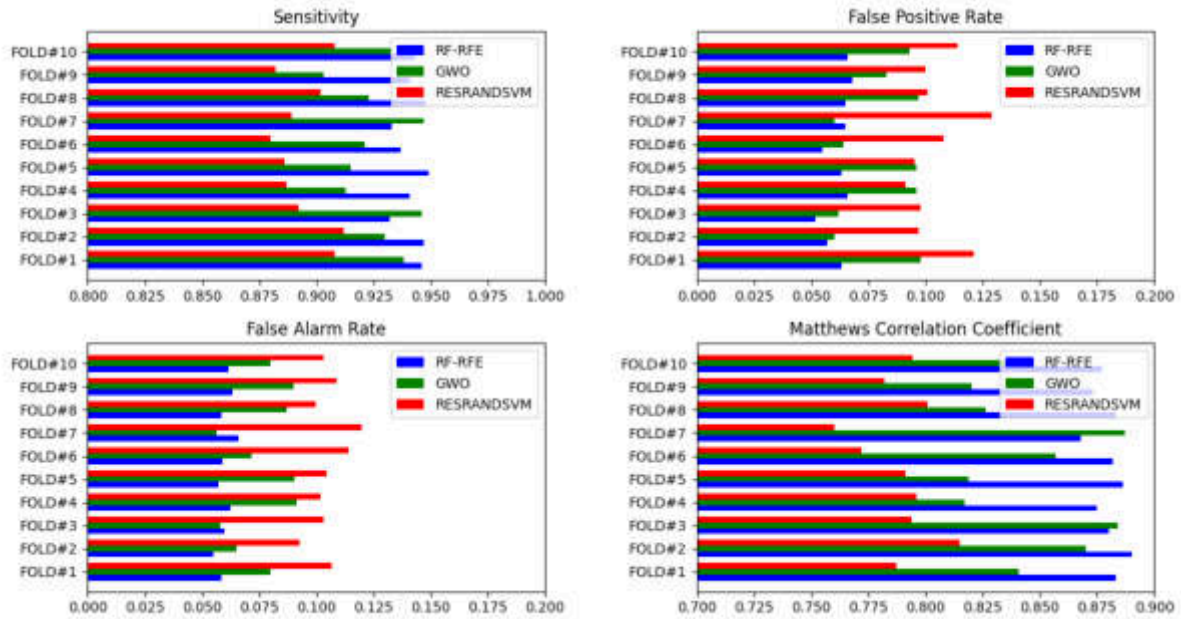 Sensitivity
FOLD#10
FOLD#9
FOLD#8
FOLD#7
FOLD#6
FOLD#5
FOLD#4
FOLD#3
FOLD#2
FOLD#1
RF-RFE
GWO
RESRANDSVM
0.800 0.825 0.850 0.875 0.900 0.925 0.950 0.975 1.000
False Positive Rate
FOLD#10
FOLD#9
FOLD#8
FOLD#7
FOLD#6
FOLD#5
FOLD#4
FOLD#3
FOLD#2
FOLD#1
RF-RFE
GWO
RESRANDSVM
0.000 0.025 0.050 0.075 0.100 0.125 0.150 0.175 0.200
False Alarm Rate
FOLD#10
FOLD#9
FOLD#8
FOLD#7
FOLD#6
FOLD#5
FOLD#4
FOLD#3
FOLD#2
FOLD#1
RF-RFE
GWO
RESRANDSVM
0.000 0.025 0.050 0.075 0.100 0.125 0.150 0.175 0.200
Matthews Correlation Coefficient
FOLD#10
FOLD#9
FOLD#8
FOLD#7
FOLD#6
FOLD#5
FOLD#4
FOLD#3
FOLD#2
FOLD#1
RF-RFE
GWO
RESRANDSVM
0.700 0.725 0.750 0.775 0.800 0.825 0.850 0.875 0.900